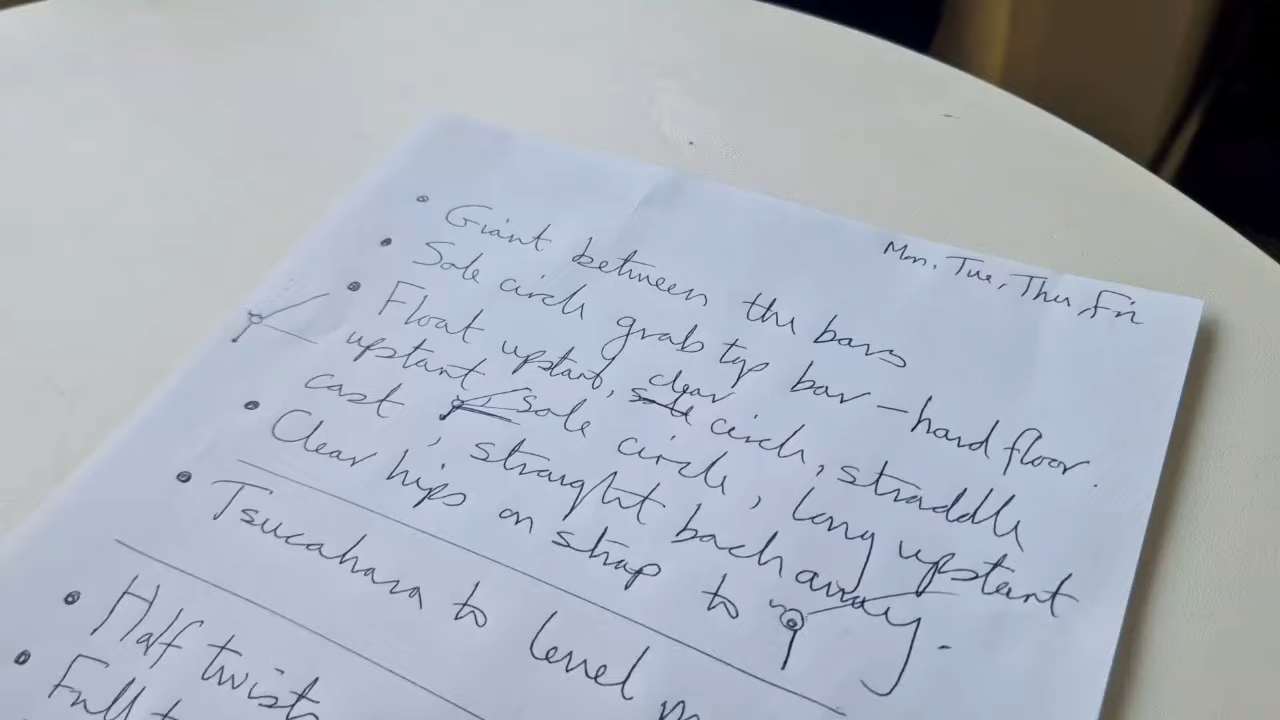 Mon, Tue, Thu, Fri
• Giant between the bars
• Sole circle grab top bar – hard floor.
• Float upstart, clear circle, straddle
upstart sole circle, long upstart
cast, straight back away.
• Clear hips on strap to
• Tsucahara to level
• Half twists
• Full